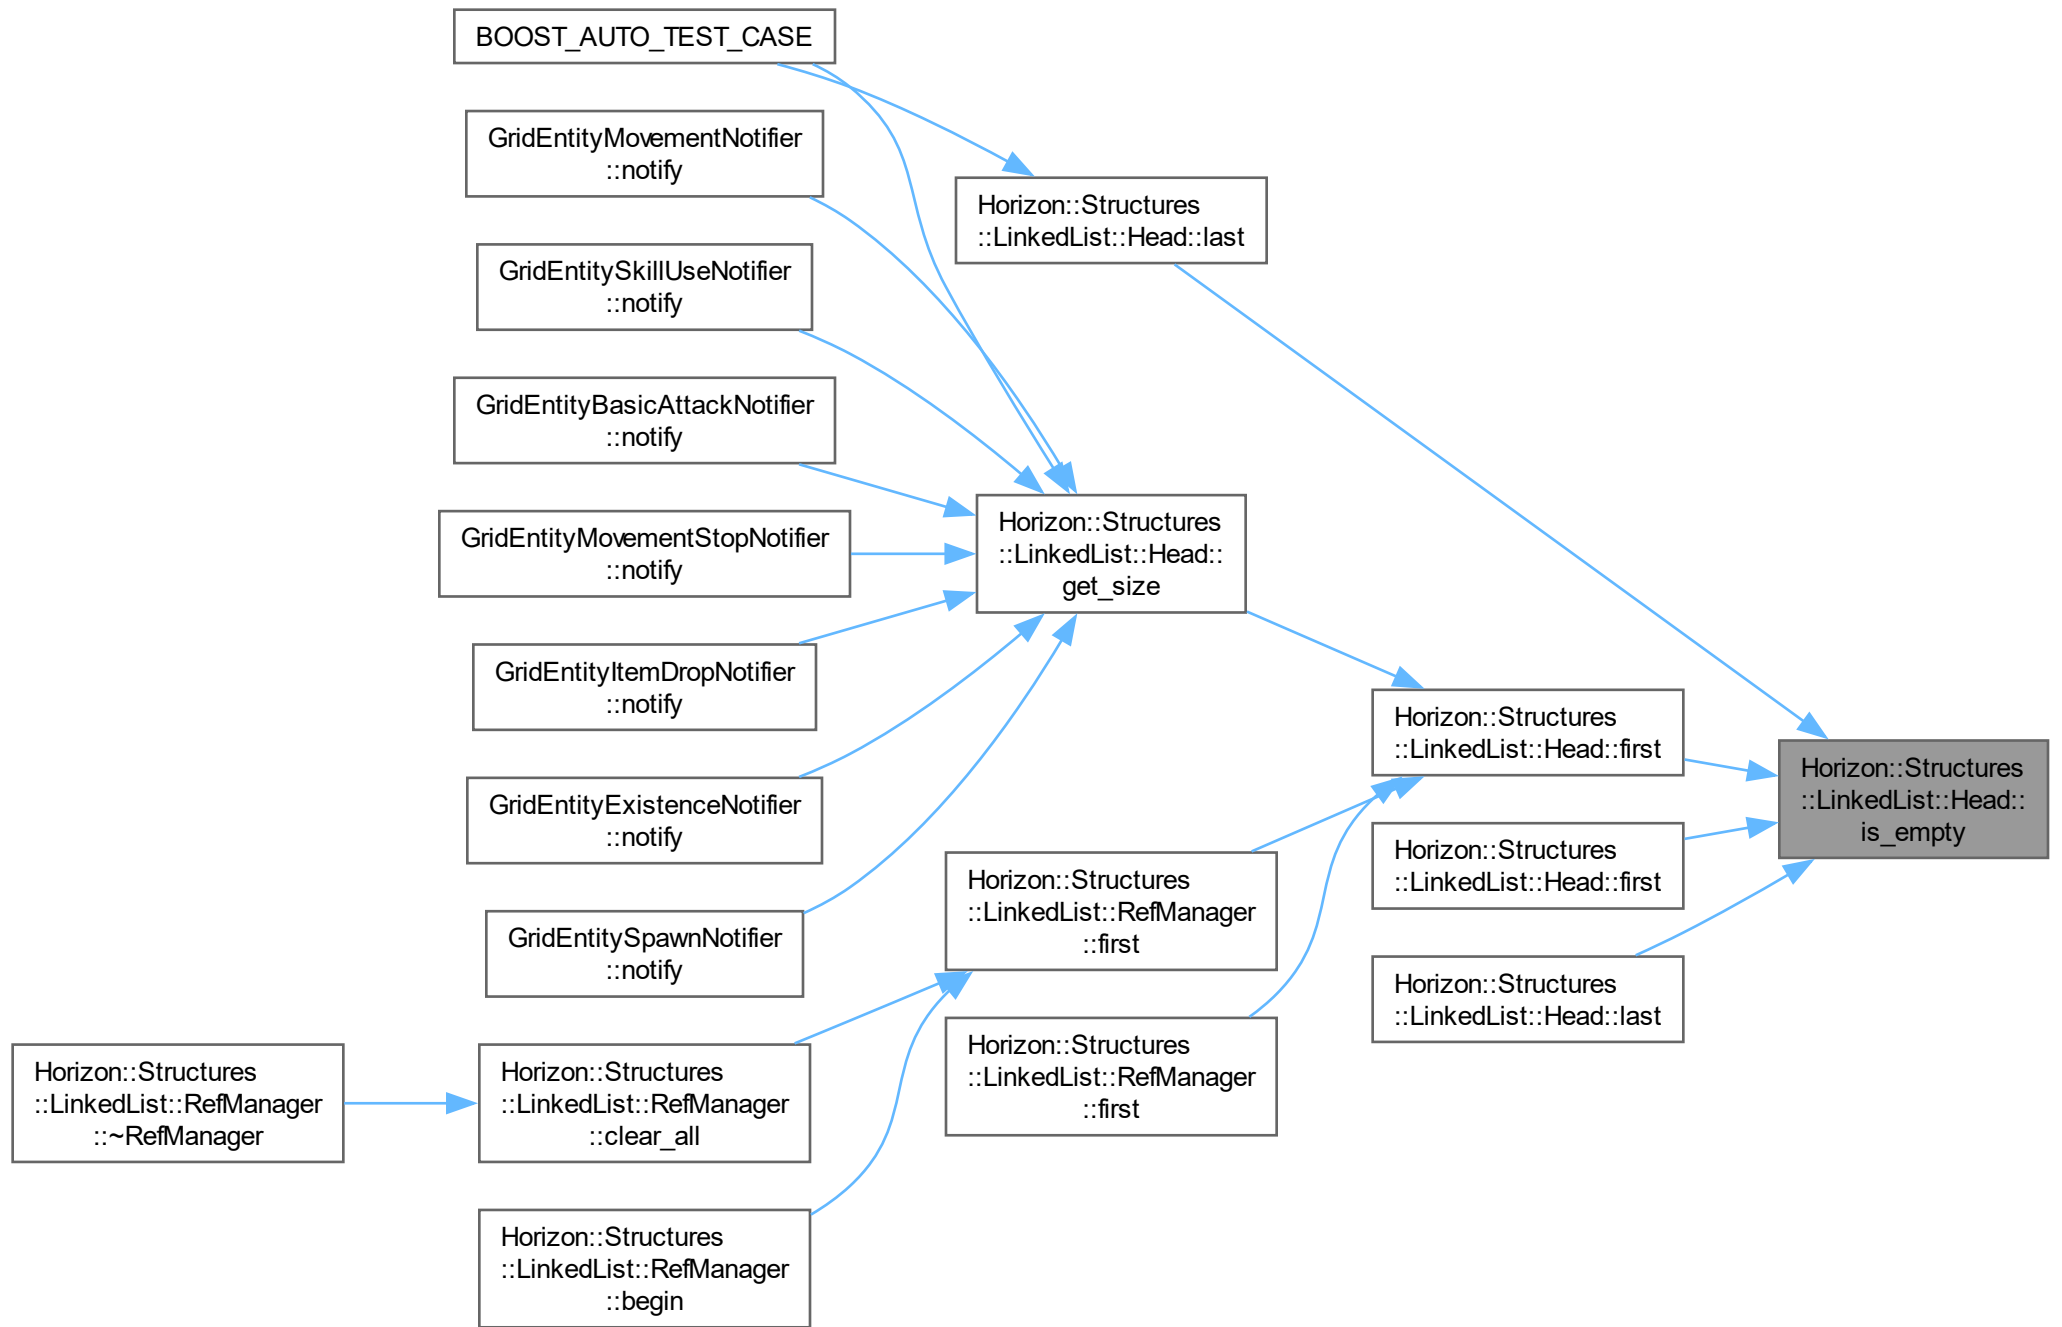 BOOST_AUTO_TEST_CASE
GridEntityMovementNotifier
::notify
GridEntitySkillUseNotifier
::notify
GridEntityBasicAttackNotifier
::notify
GridEntityMovementStopNotifier
::notify
GridEntityItemDropNotifier
::notify
GridEntityExistenceNotifier
::notify
GridEntitySpawnNotifier
::notify
Horizon::Structures
::LinkedList::RefManager
::~RefManager
Horizon::Structures
::LinkedList::RefManager
::clear_all
Horizon::Structures
::LinkedList::RefManager
::begin
Horizon::Structures
::LinkedList::Head::last
Horizon::Structures
::LinkedList::Head::
get_size
Horizon::Structures
::LinkedList::RefManager
::first
Horizon::Structures
::LinkedList::RefManager
::first
Horizon::Structures
::LinkedList::Head::first
Horizon::Structures
::LinkedList::Head::first
Horizon::Structures
::LinkedList::Head::last
Horizon::Structures
::LinkedList::Head::
is_empty